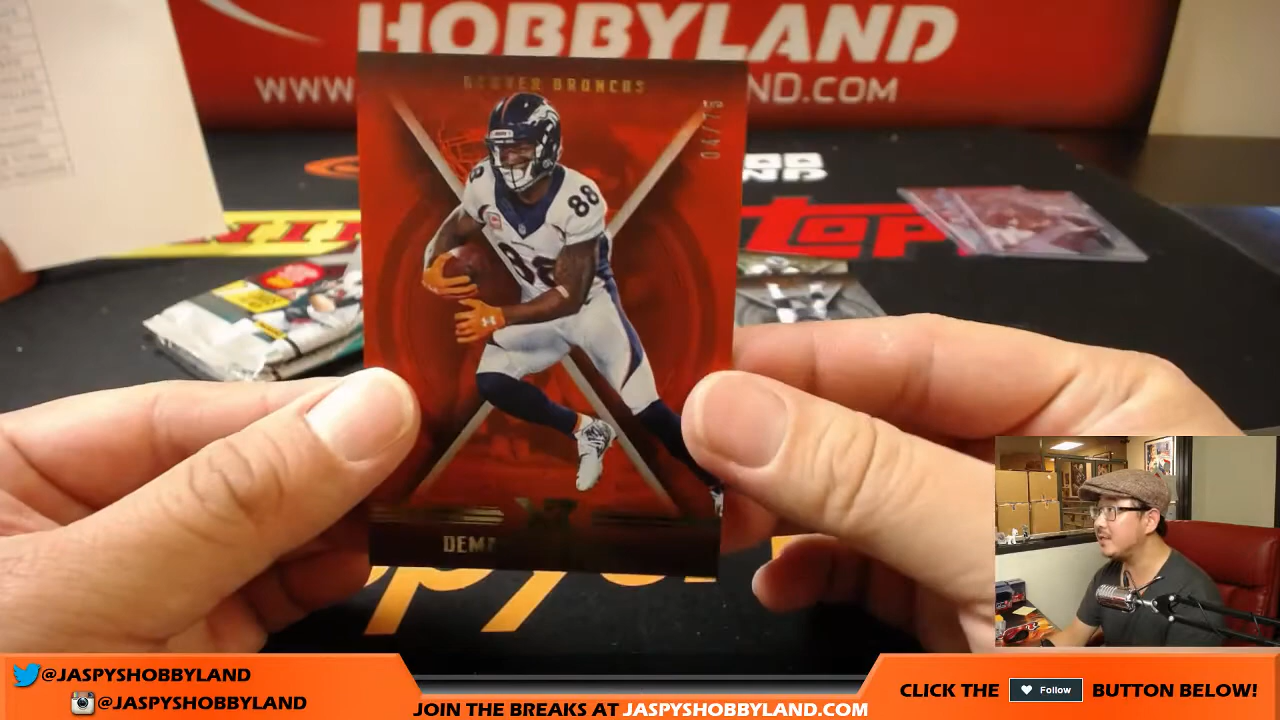 HOBBYLAND
WWW.
ND.COM
DENVER BRONCOS
04/75
88
88
TOP
DEM
@JASPYSHOBBYLAND
@JASPYSHOBBYLAND
JOIN THE BREAKS AT JASPYSHOBBYLAND.COM
CLICK THE Follow BUTTON BELOW!